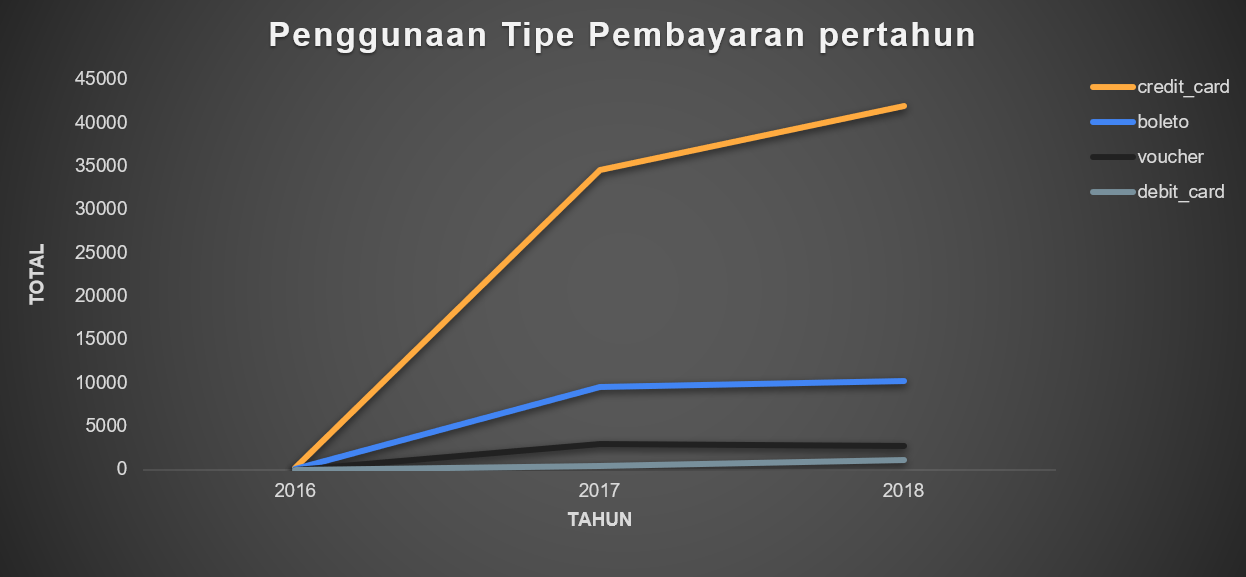 Penggunaan Tipe Pembayaran pertahun
45000
40000
35000
30000
25000
20000
15000
10000
5000
0
TOTAL
2016 2017 2018
TAHUN
credit_card
boleto
voucher
debit_card